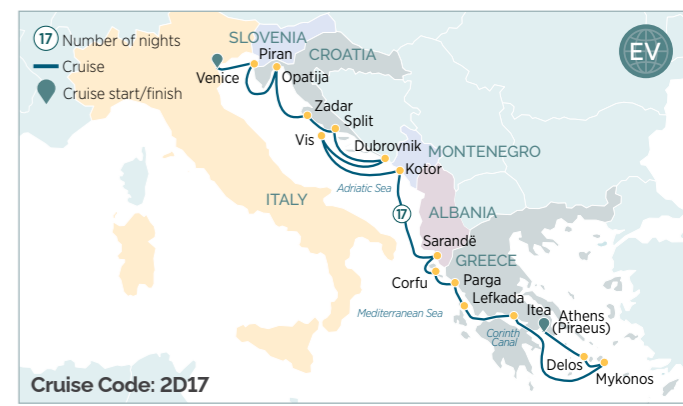 17 Number of nights
Cruise
Cruise start/finish
EV
SLOVENIA
Piran
CROATIA
Venice
Opatija
Zadar
Split
Vis
Dubrovnik
MONTENEGRO
Kotor
Adriatic Sea
ITALY
17
ALBANIA
Sarandë
GREECE
Corfu
Parga
Lefkada
Mediterranean Sea
Itea
Athens
(Piraeus)
Corinth
Canal
Delos
Mykonos
Cruise Code: 2D17